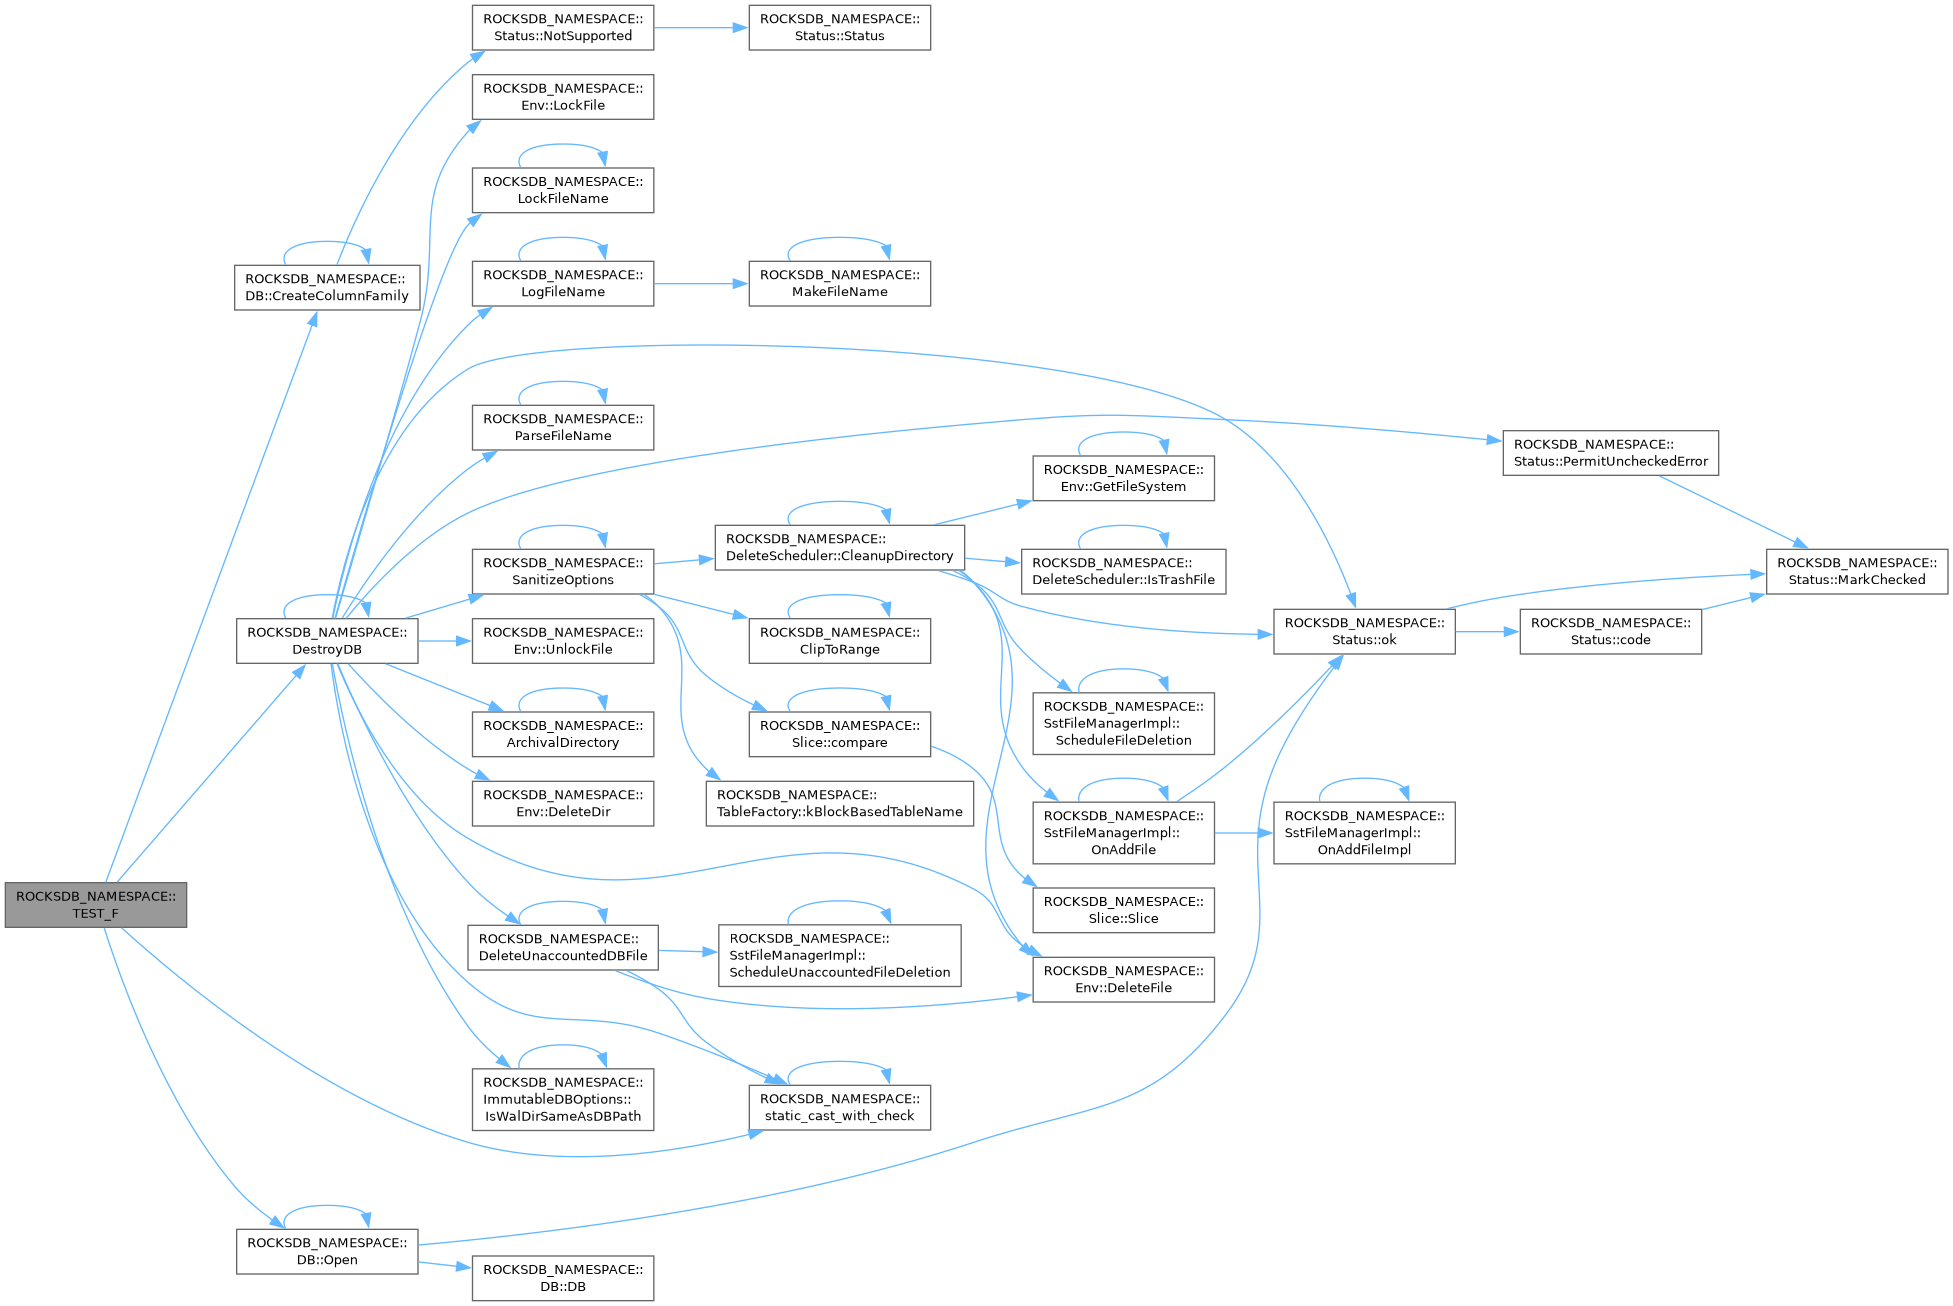 ROCKSDB_NAMESPACE::
TEST_F
ROCKSDB_NAMESPACE::
DB::CreateColumnFamily
ROCKSDB_NAMESPACE::
DestroyDB
ROCKSDB_NAMESPACE::
DB::Open
ROCKSDB_NAMESPACE::
Status::NotSupported
ROCKSDB_NAMESPACE::
Env::LockFile
ROCKSDB_NAMESPACE::
LockFileName
ROCKSDB_NAMESPACE::
LogFileName
ROCKSDB_NAMESPACE::
ParseFileName
ROCKSDB_NAMESPACE::
SanitizeOptions
ROCKSDB_NAMESPACE::
Env::UnlockFile
ROCKSDB_NAMESPACE::
ArchivalDirectory
ROCKSDB_NAMESPACE::
Env::DeleteDir
ROCKSDB_NAMESPACE::
DeleteUnaccountedDBFile
ROCKSDB_NAMESPACE::
ImmutableDBOptions::
IsWalDirSameAsDBPath
ROCKSDB_NAMESPACE::
DB::DB
ROCKSDB_NAMESPACE::
Status::Status
ROCKSDB_NAMESPACE::
MakeFileName
ROCKSDB_NAMESPACE::
DeleteScheduler::CleanupDirectory
ROCKSDB_NAMESPACE::
ClipToRange
ROCKSDB_NAMESPACE::
Slice::compare
ROCKSDB_NAMESPACE::
TableFactory::kBlockBasedTableName
ROCKSDB_NAMESPACE::
SstFileManagerImpl::
ScheduleUnaccountedFileDeletion
ROCKSDB_NAMESPACE::
static_cast_with_check
ROCKSDB_NAMESPACE::
Env::GetFileSystem
ROCKSDB_NAMESPACE::
DeleteScheduler::IsTrashFile
ROCKSDB_NAMESPACE::
SstFileManagerImpl::
ScheduleFileDeletion
ROCKSDB_NAMESPACE::
SstFileManagerImpl::
OnAddFile
ROCKSDB_NAMESPACE::
Slice::Slice
ROCKSDB_NAMESPACE::
Env::DeleteFile
ROCKSDB_NAMESPACE::
Status::ok
ROCKSDB_NAMESPACE::
SstFileManagerImpl::
OnAddFileImpl
ROCKSDB_NAMESPACE::
Status::PermitUncheckedError
ROCKSDB_NAMESPACE::
Status::code
ROCKSDB_NAMESPACE::
Status::MarkChecked